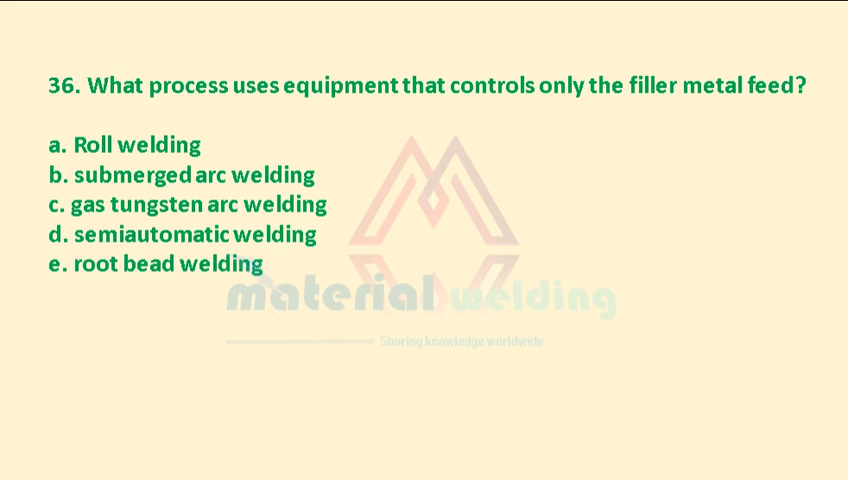 36. What process uses equipment that controls only the filler metal feed?
a. Roll welding
b. submerged arc welding
c. gas tungsten arc welding
d. semiautomatic welding
e. root bead welding
material welding
Sharing knowledge worldwide